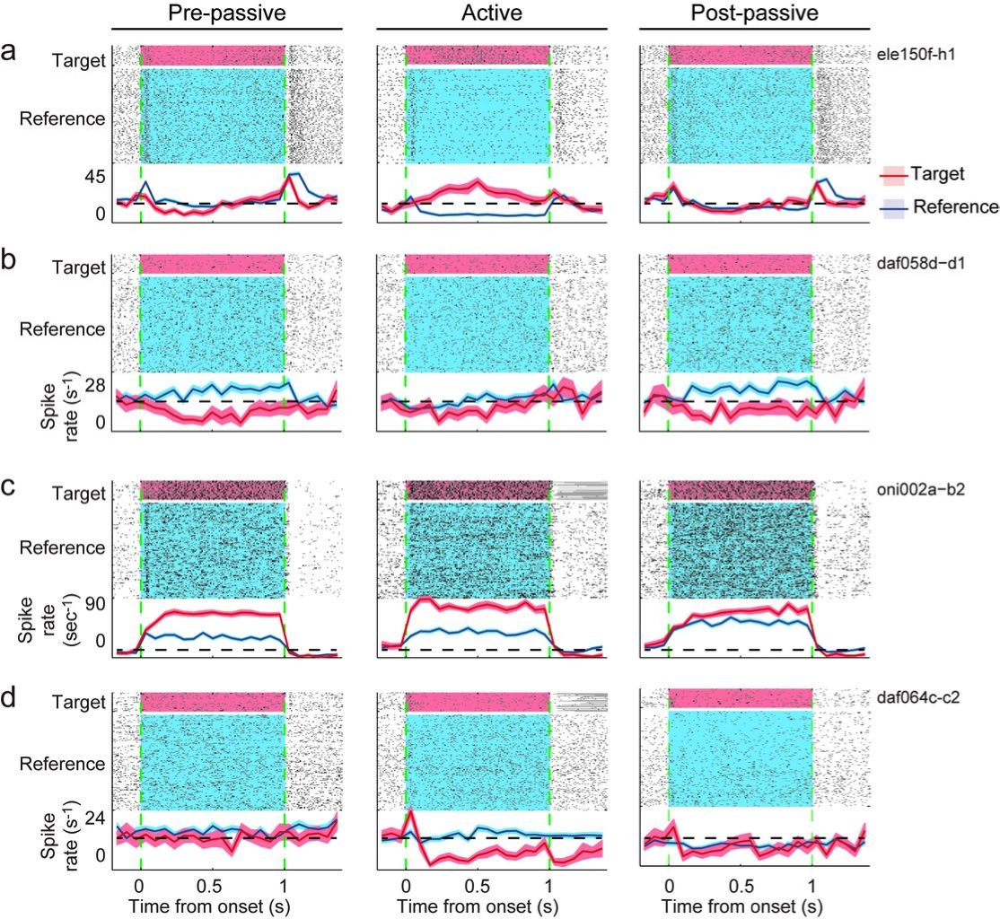 Pre-passive Active Post-passive
a Target ele150f-h1
Reference
45
0
Target
Reference
b Target daf058d−d1
Reference
Spike rate (s-1)
28
0
c Target oni002a−b2
Reference
Spike rate (sec-1)
90
0
d Target daf064c-c2
Reference
Spike rate (s-1)
24
0
0 0.5 1 0 0.5 1 0 0.5 1
Time from onset (s) Time from onset (s) Time from onset (s)